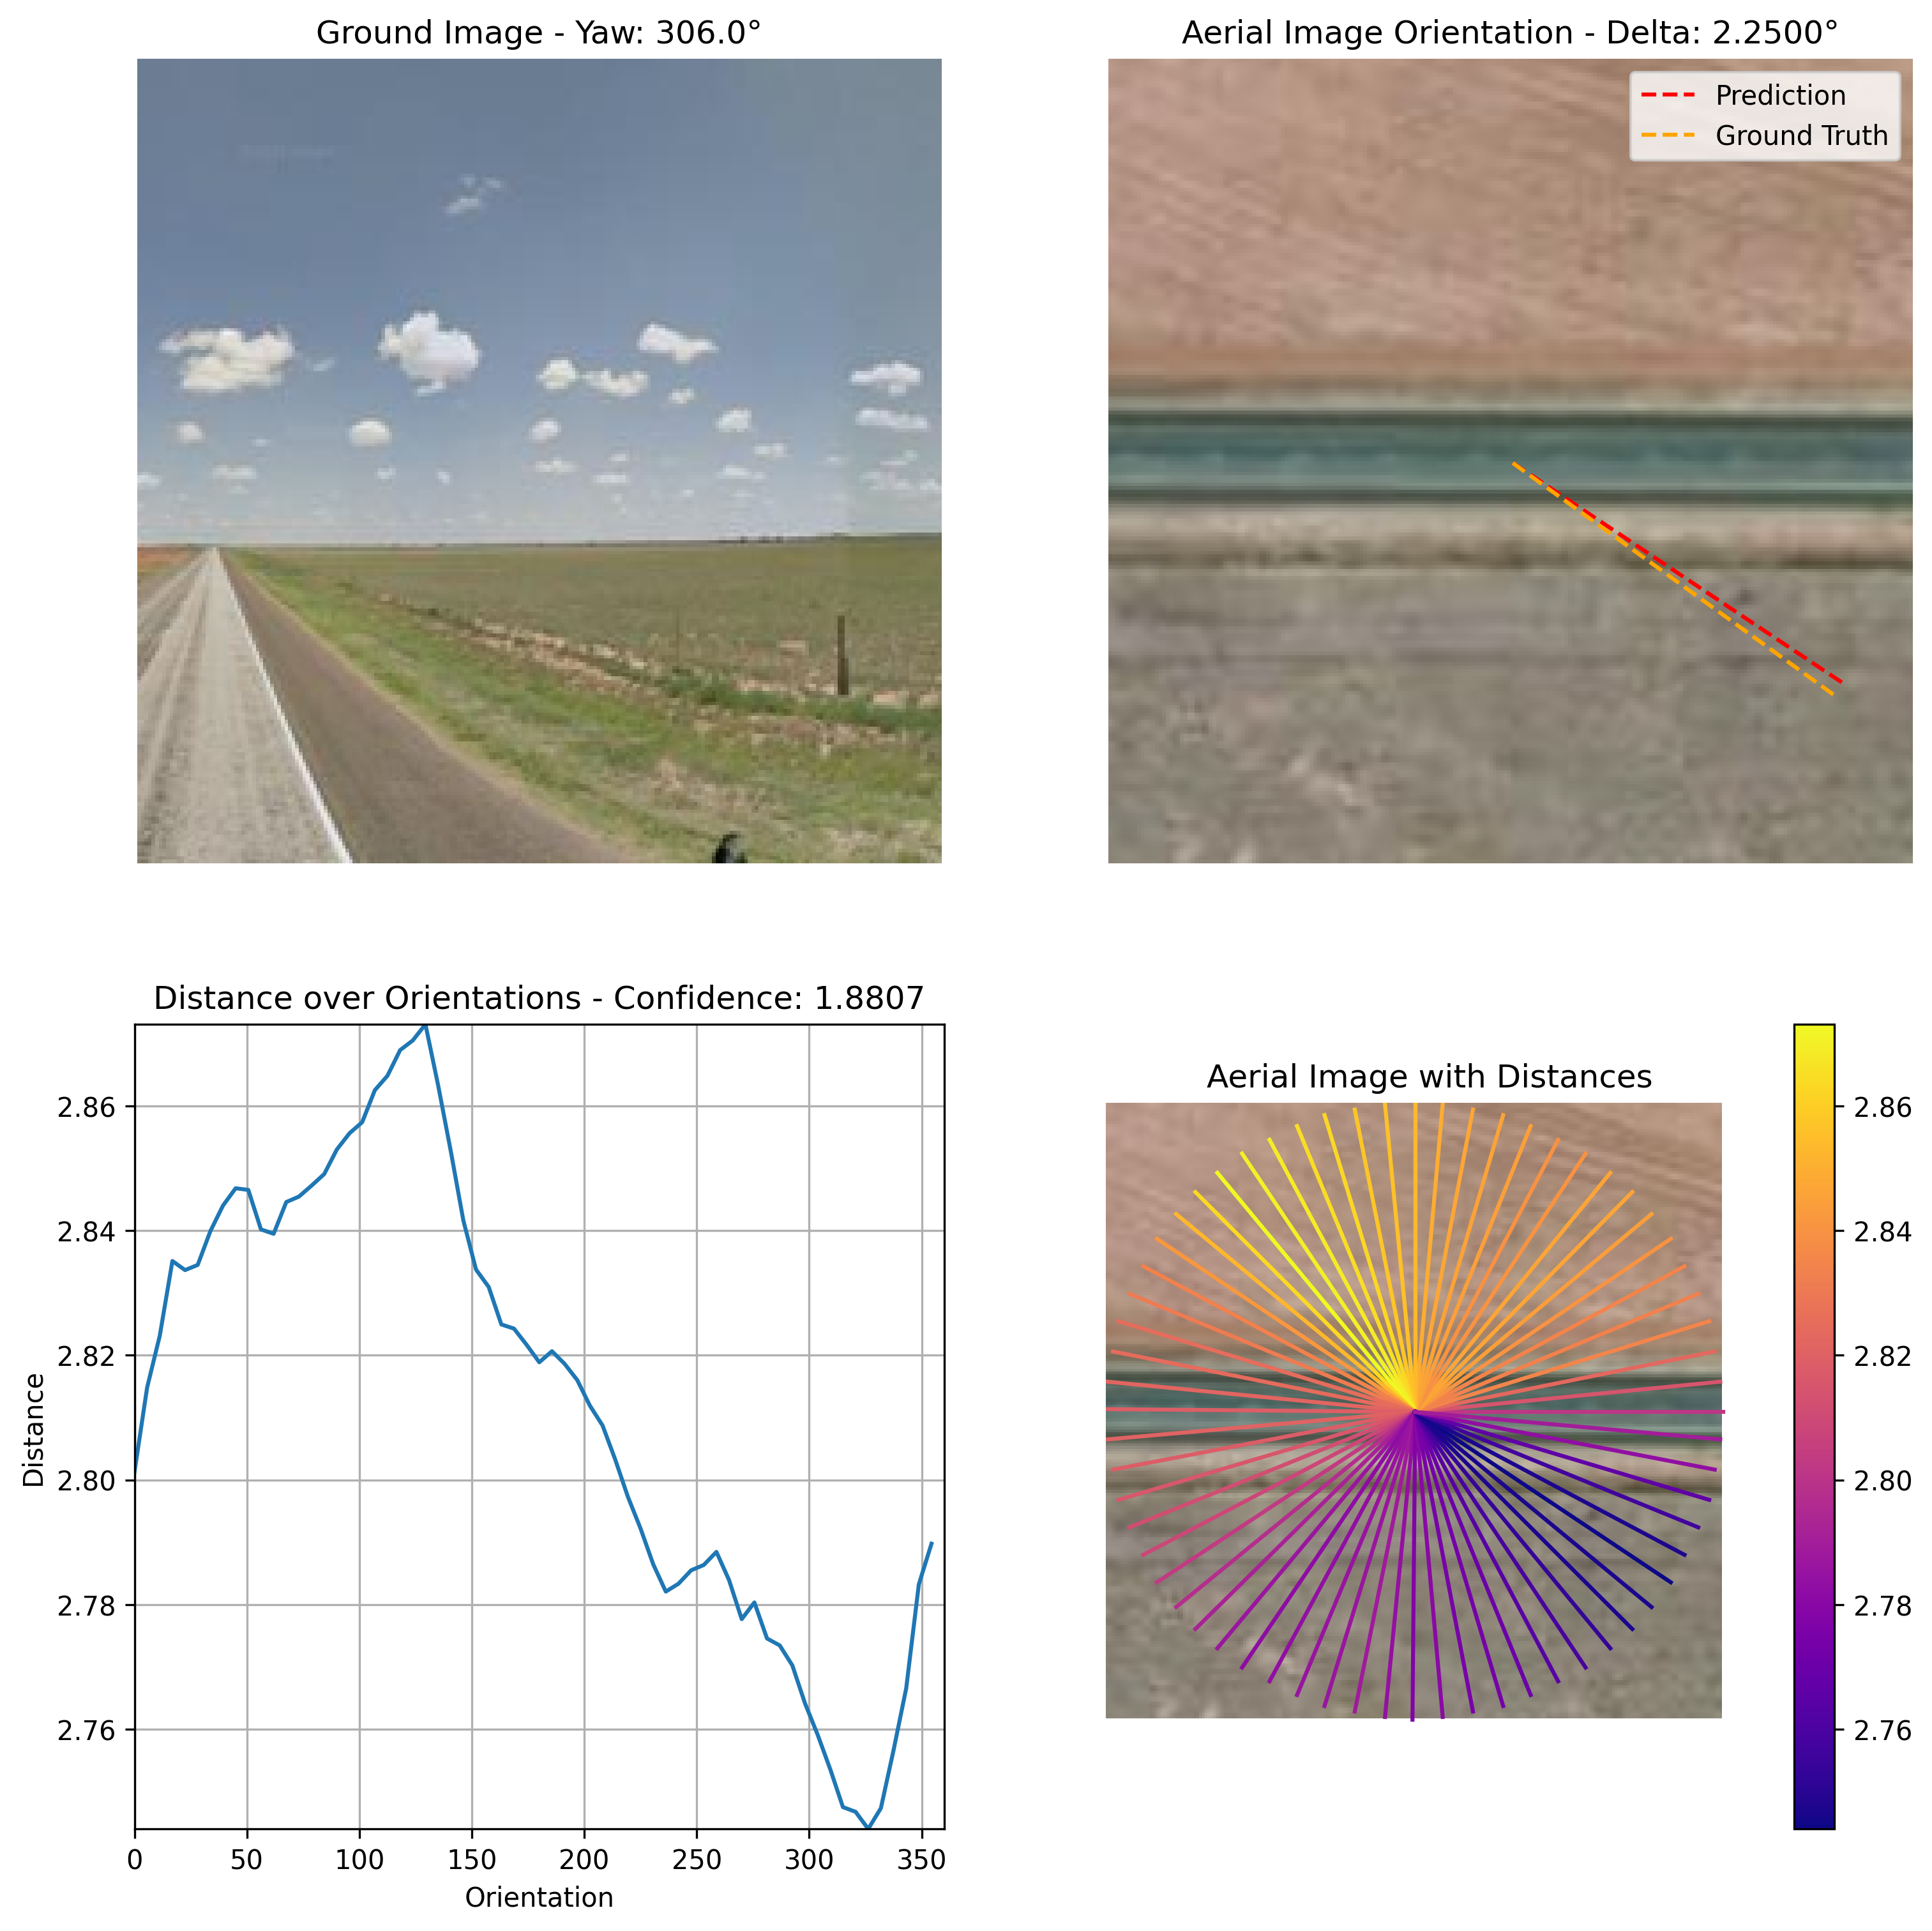 Ground Image - Yaw: 306.0°
Aerial Image Orientation - Delta: 2.2500°
Prediction
Ground Truth
Distance over Orientations - Confidence: 1.8807
2.86
2.84
2.82
2.80
2.78
2.76
Distance
0 50 100 150 200 250 300 350
Orientation
Aerial Image with Distances
2.86
2.84
2.82
2.80
2.78
2.76